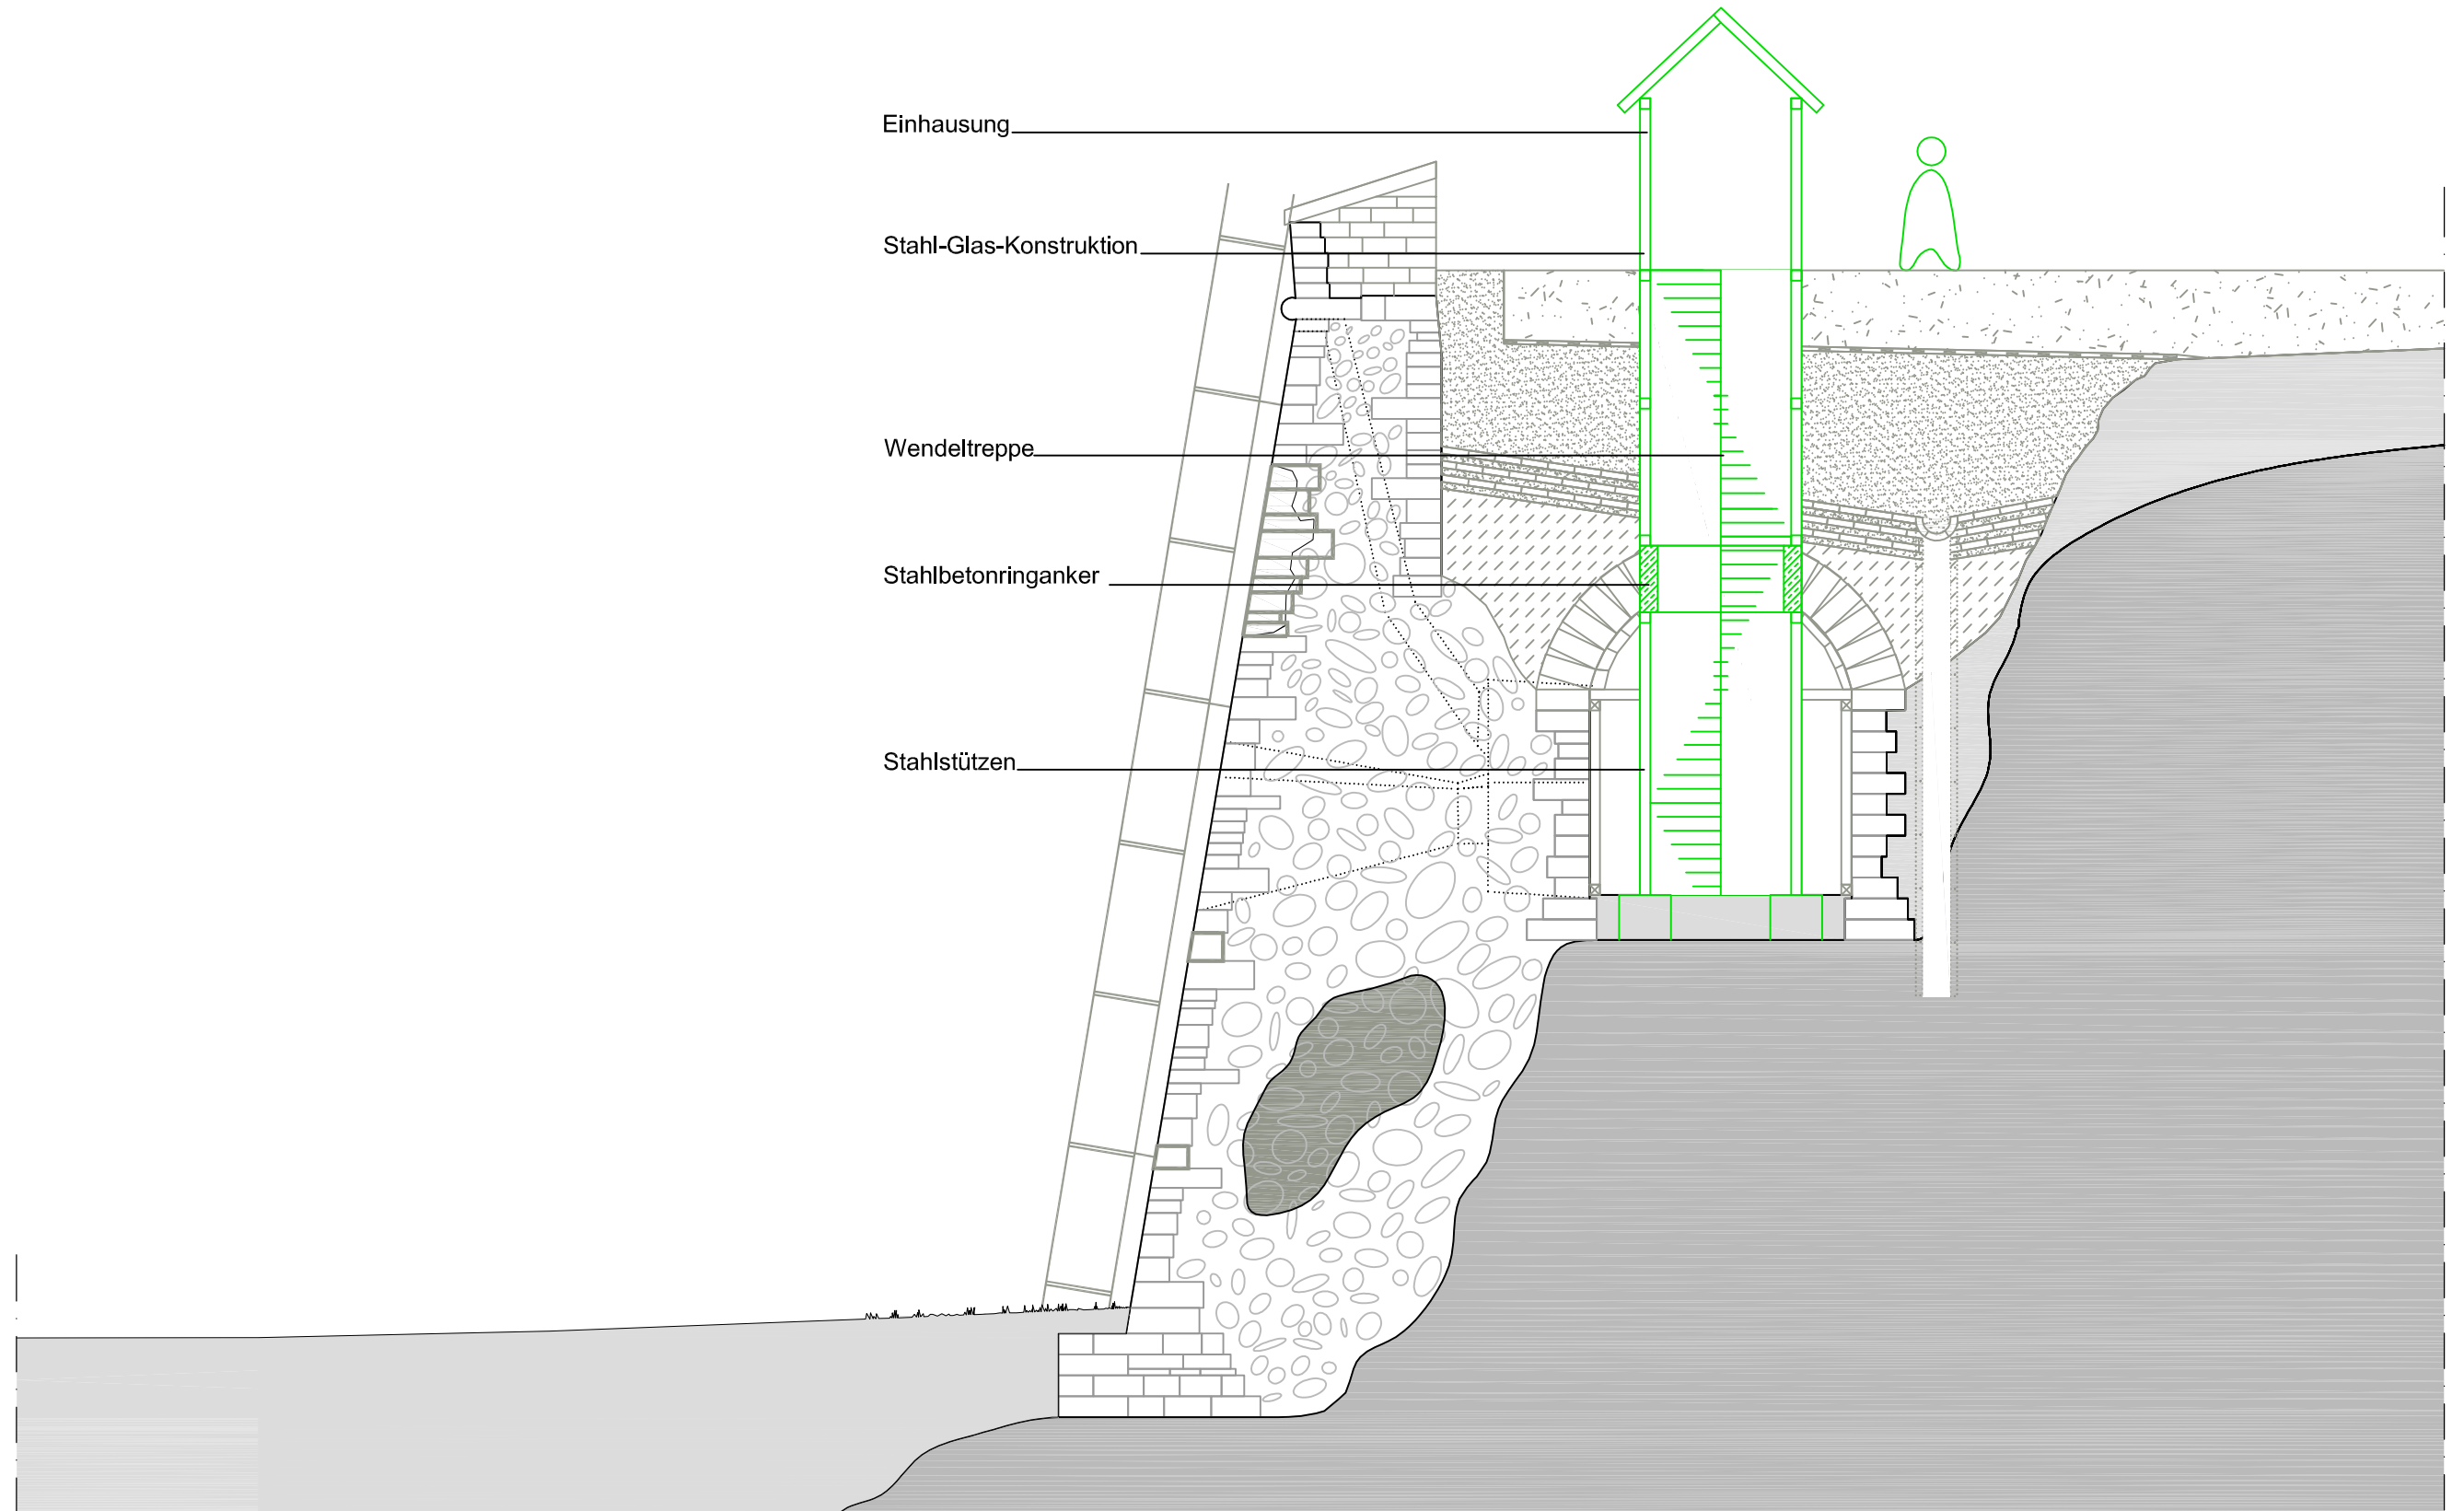 Einhausung
Stahl-Glas-Konstruktion
Wendeltreppe
Stahlbetonringanker
Stahlstützen